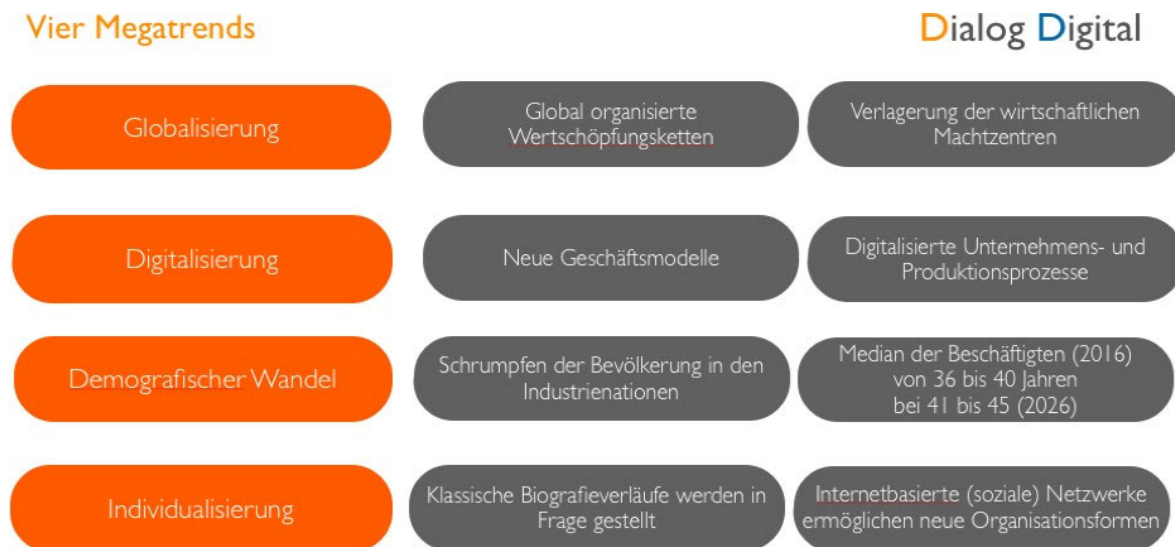 Vier Megatrends
Dialog Digital
Globalisierung
Global organisierte
Wertschöpfungsketten
Verlagerung der wirtschaftlichen
Machtzentren
Digitalisierung
Neue Geschäftsmodelle
Digitalisierte Unternehmens- und
Produktionsprozesse
Demografischer Wandel
Schrumpfen der Bevölkerung in den
Industrienationen
Median der Beschäftigten (2016)
von 36 bis 40 Jahren
bei 41 bis 45 (2026)
Individualisierung
Klassische Biografieverläufe werden in
Frage gestellt
Internetbasierte (soziale) Netzwerke
ermöglichen neue Organisationsformen